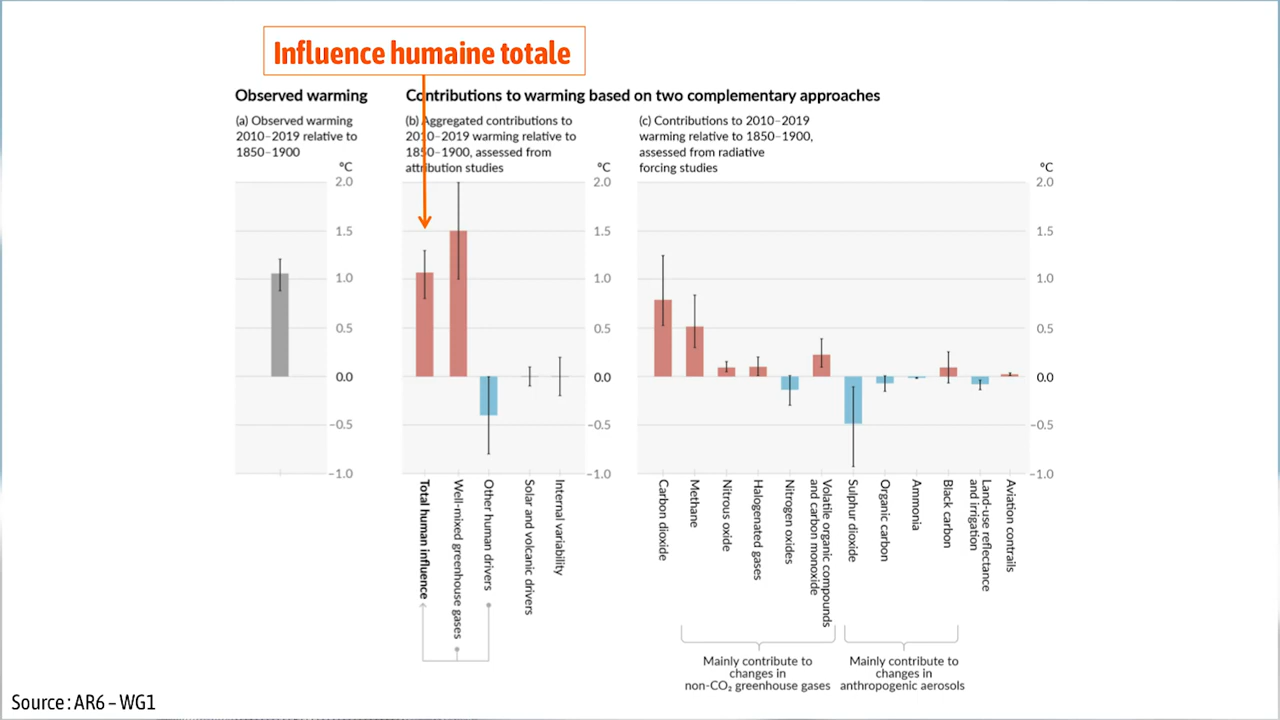 Influence humaine totale
Observed warming
Contributions to warming based on two complementary approaches
(a) Observed warming
2010–2019 relative to
1850–1900
(b) Aggregated contributions to
2010–2019 warming relative to
1850–1900, assessed from
attribution studies
(c) Contributions to 2010–2019
warming relative to 1850–1900,
assessed from radiative
forcing studies
°C
2.0
1.5
1.0
0.5
0.0
–0.5
–1.0
°C
2.0
1.5
1.0
0.5
0.0
–0.5
–1.0
°C
2.0
1.5
1.0
0.5
0.0
–0.5
–1.0
Total human influence
Well-mixed greenhouse gases
Other human drivers
Solar and volcanic drivers
Internal variability
Carbon dioxide
Methane
Nitrous oxide
Halogenated gases
Nitrogen oxides
Volatile organic compounds
and carbon monoxide
Sulphur dioxide
Organic carbon
Ammonia
Black carbon
Land-use reflectance
and irrigation
Aviation contrails
Mainly contribute to
changes in
non-CO₂ greenhouse gases
Mainly contribute to
changes in
anthropogenic aerosols
Source : AR6 – WG1